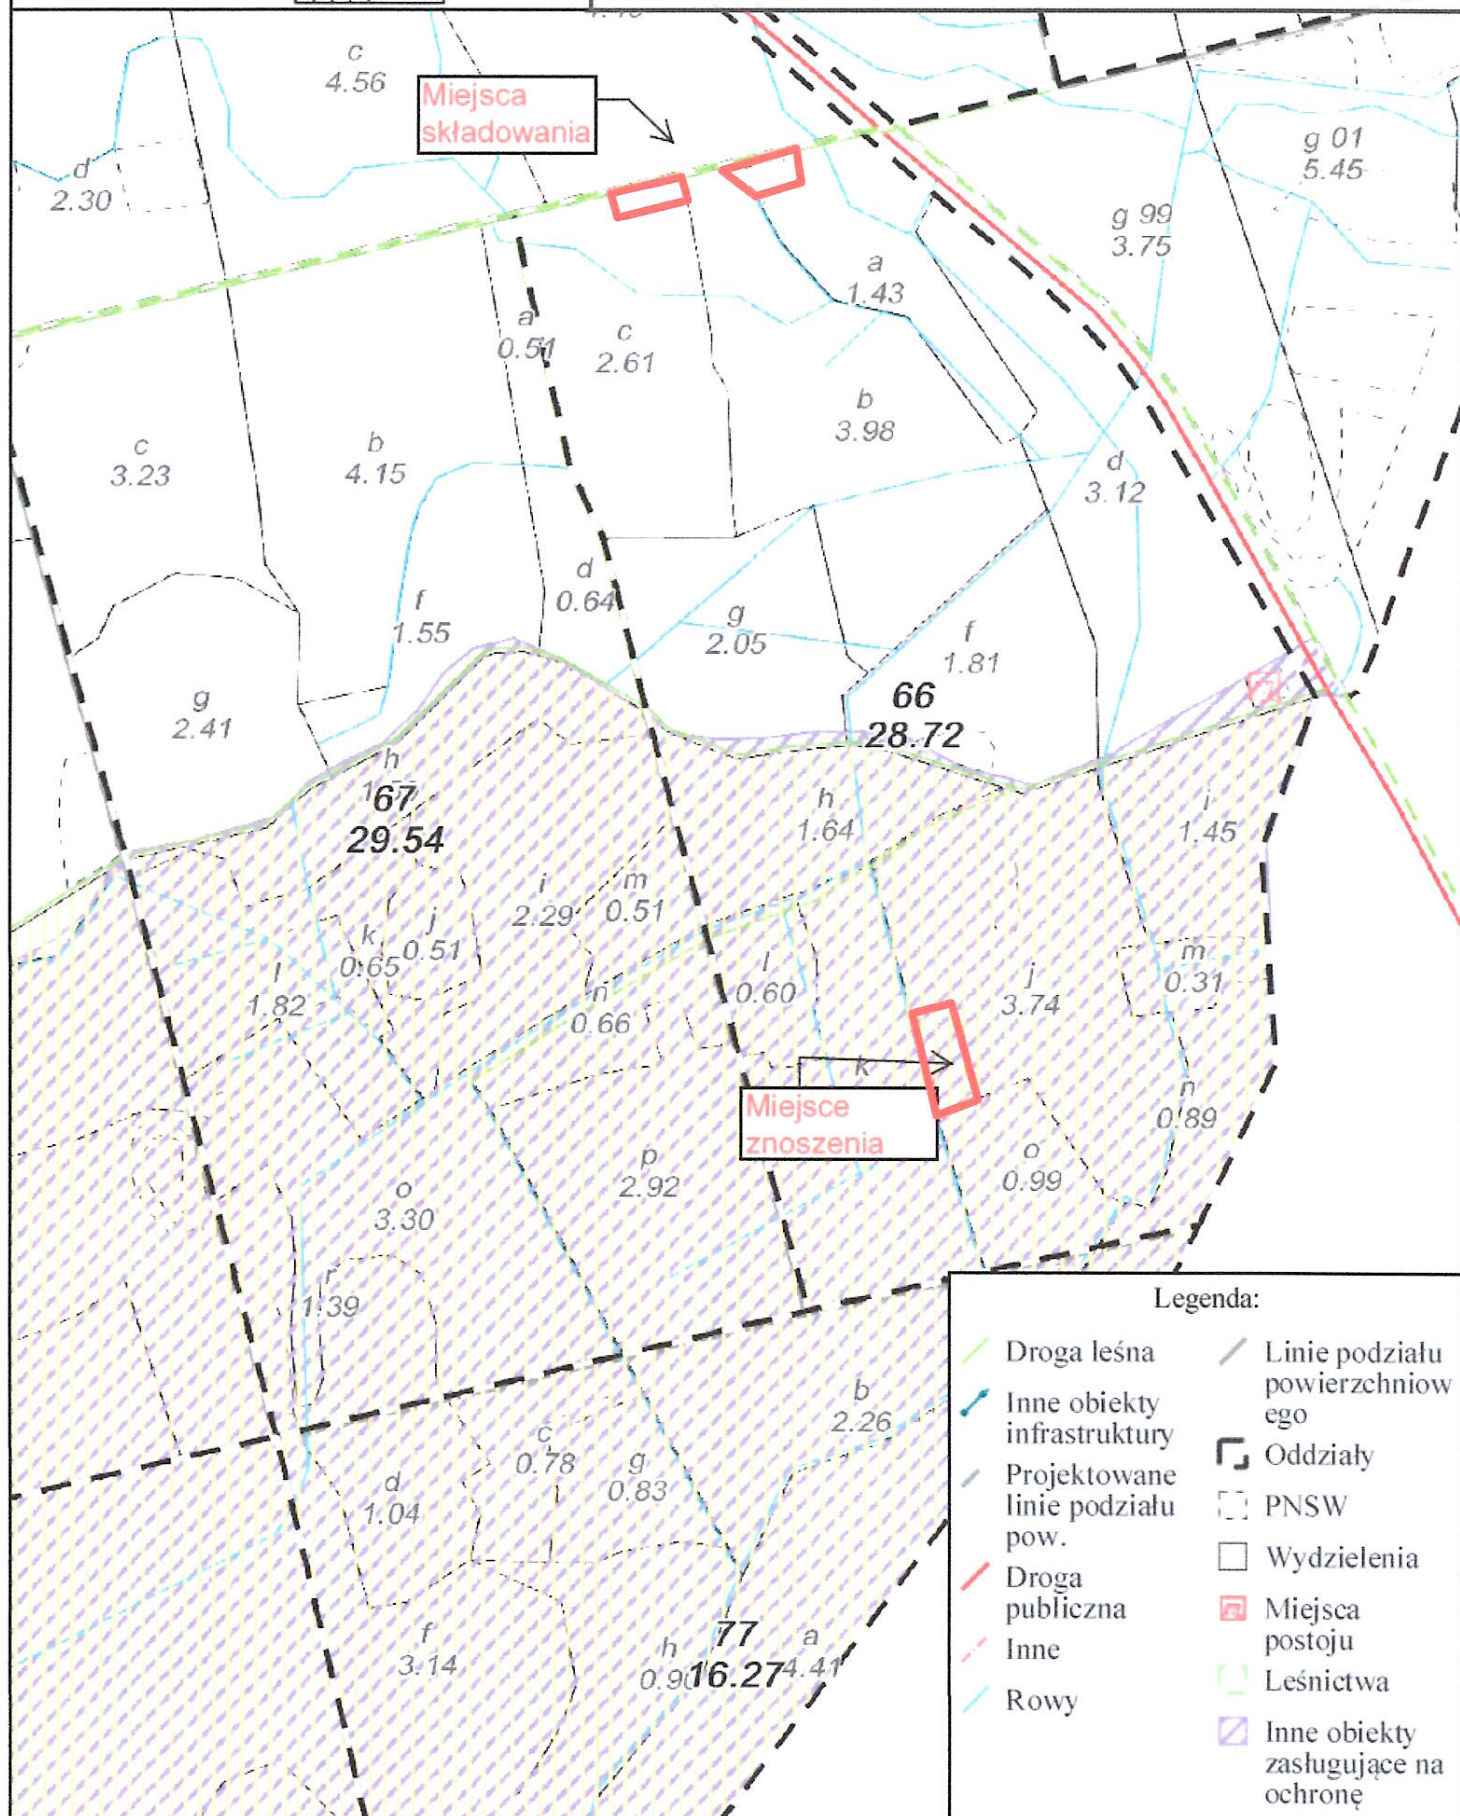 c
4.56
Miejsca
składowania
d
2.30
g 01
5.45
g 99
3.75
a
1.43
a
0.51
c
2.61
b
3.98
c
3.23
b
4.15
d
3.12
d
0.64
f
1.55
g
2.05
f
1.81
g
2.41
66
28.72
h
67
29.54
h
1.64
i
1.45
i
2.29
m
0.51
j
0.51
k
0.65
l
1.82
n
0.66
l
0.60
j
3.74
m
0.31
k
Miejsce
znoszenia
n
0.89
o
0.99
p
2.92
o
3.30
r
1.39
b
2.26
c
0.78
g
0.83
d
1.04
f
3.14
h
0.90
77
16.27
a
4.41
Legenda:
Droga leśna
Inne obiekty
infrastruktury
Projektowane
linie podziału
pow.
Droga
publiczna
Inne
Rowy
Linie podziału
powierzchniow
ego
Oddziały
PNSW
Wydzielenia
Miejsca
postoju
Leśnictwa
Inne obiekty
zasługujące na
ochronę